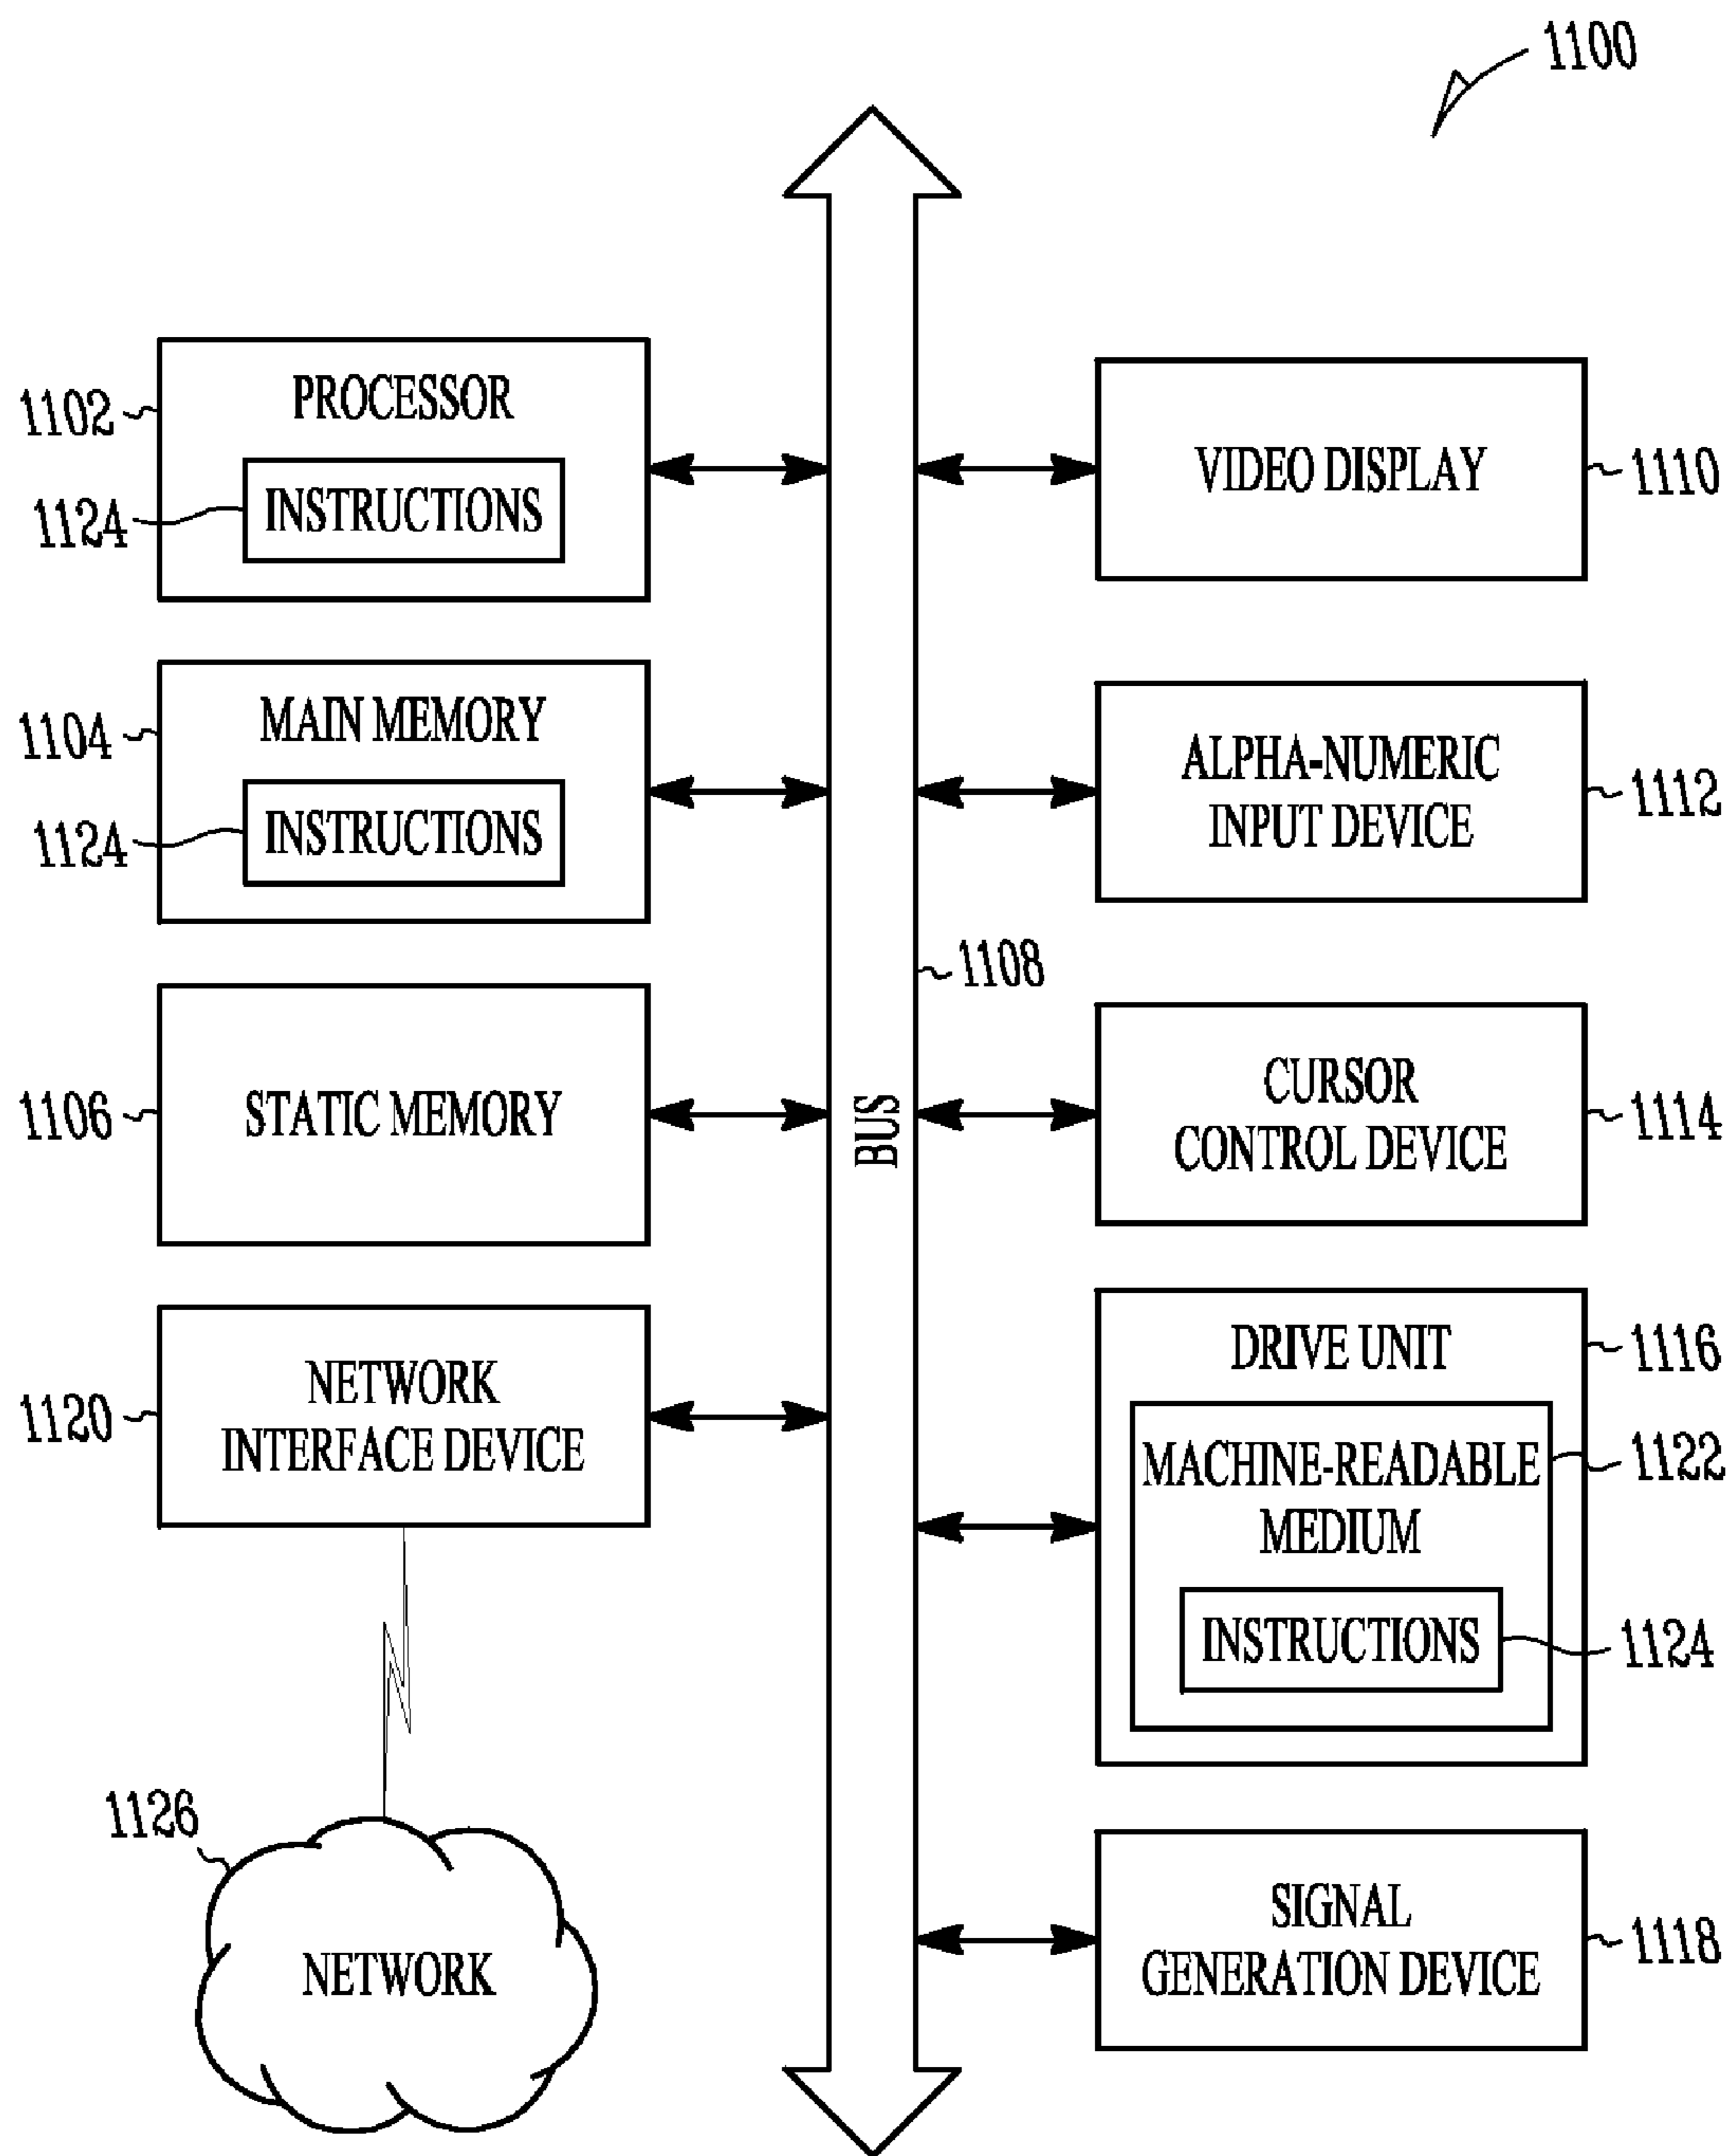 1100
1102
PROCESSOR
1124
INSTRUCTIONS
1104
MAIN MEMORY
1124
INSTRUCTIONS
1106
STATIC MEMORY
1120
NETWORK
INTERFACE DEVICE
1126
NETWORK
BUS
1108
VIDEO DISPLAY
1110
ALPHA-NUMERIC
INPUT DEVICE
1112
CURSOR
CONTROL DEVICE
1114
DRIVE UNIT
1116
MACHINE-READABLE
MEDIUM
1122
INSTRUCTIONS
1124
SIGNAL
GENERATION DEVICE
1118